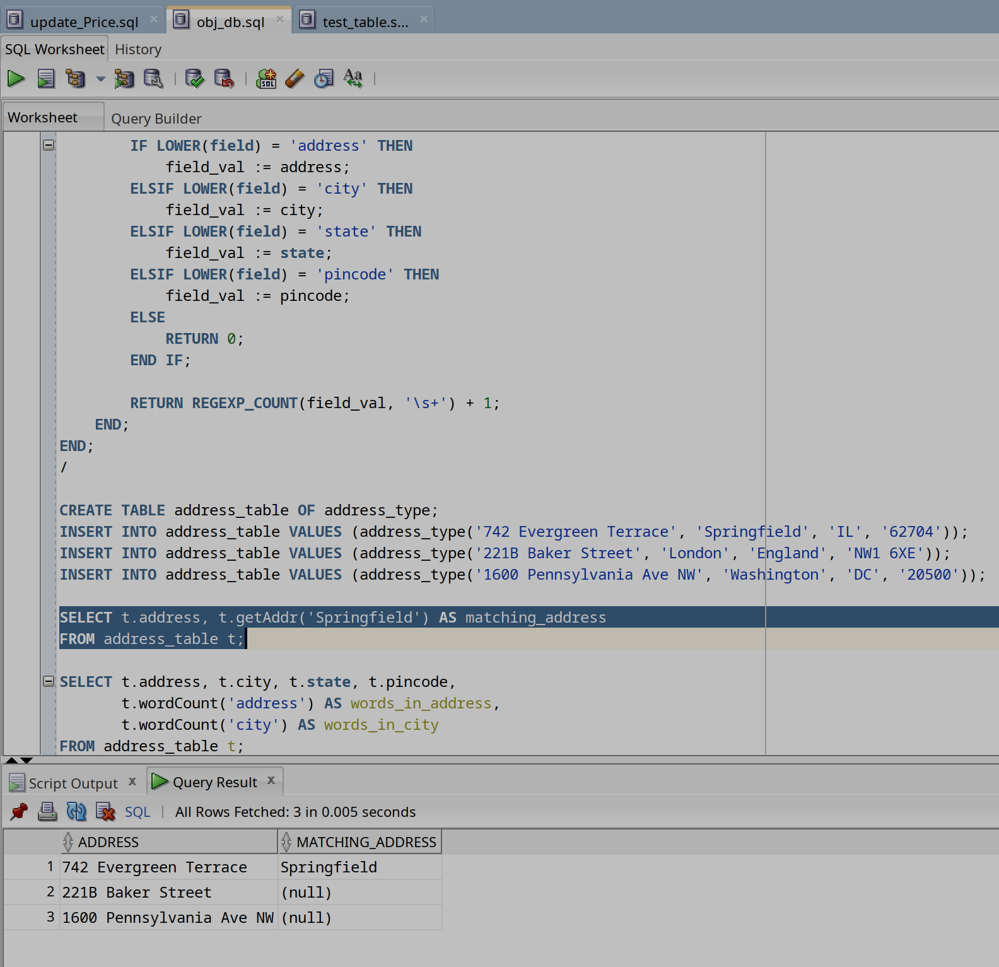 update_Price.sql
obj_db.sql
test_table.s...
SQL Worksheet History
SQL
Aa
Worksheet Query Builder
        IF LOWER(field) = 'address' THEN
            field_val := address;
        ELSIF LOWER(field) = 'city' THEN
            field_val := city;
        ELSIF LOWER(field) = 'state' THEN
            field_val := state;
        ELSIF LOWER(field) = 'pincode' THEN
            field_val := pincode;
        ELSE
            RETURN 0;
        END IF;
        RETURN REGEXP_COUNT(field_val, '\s+') + 1;
    END;
END;
/
CREATE TABLE address_table OF address_type;
INSERT INTO address_table VALUES (address_type('742 Evergreen Terrace', 'Springfield', 'IL', '62704'));
INSERT INTO address_table VALUES (address_type('221B Baker Street', 'London', 'England', 'NW1 6XE'));
INSERT INTO address_table VALUES (address_type('1600 Pennsylvania Ave NW', 'Washington', 'DC', '20500'));
SELECT t.address, t.getAddr('Springfield') AS matching_address
FROM address_table t;
SELECT t.address, t.city, t.state, t.pincode,
       t.wordCount('address') AS words_in_address,
       t.wordCount('city') AS words_in_city
FROM address_table t;
Script Output x Query Result x
SQL | All Rows Fetched: 3 in 0.005 seconds
ADDRESS MATCHING_ADDRESS
1 742 Evergreen Terrace Springfield
2 221B Baker Street (null)
3 1600 Pennsylvania Ave NW (null)